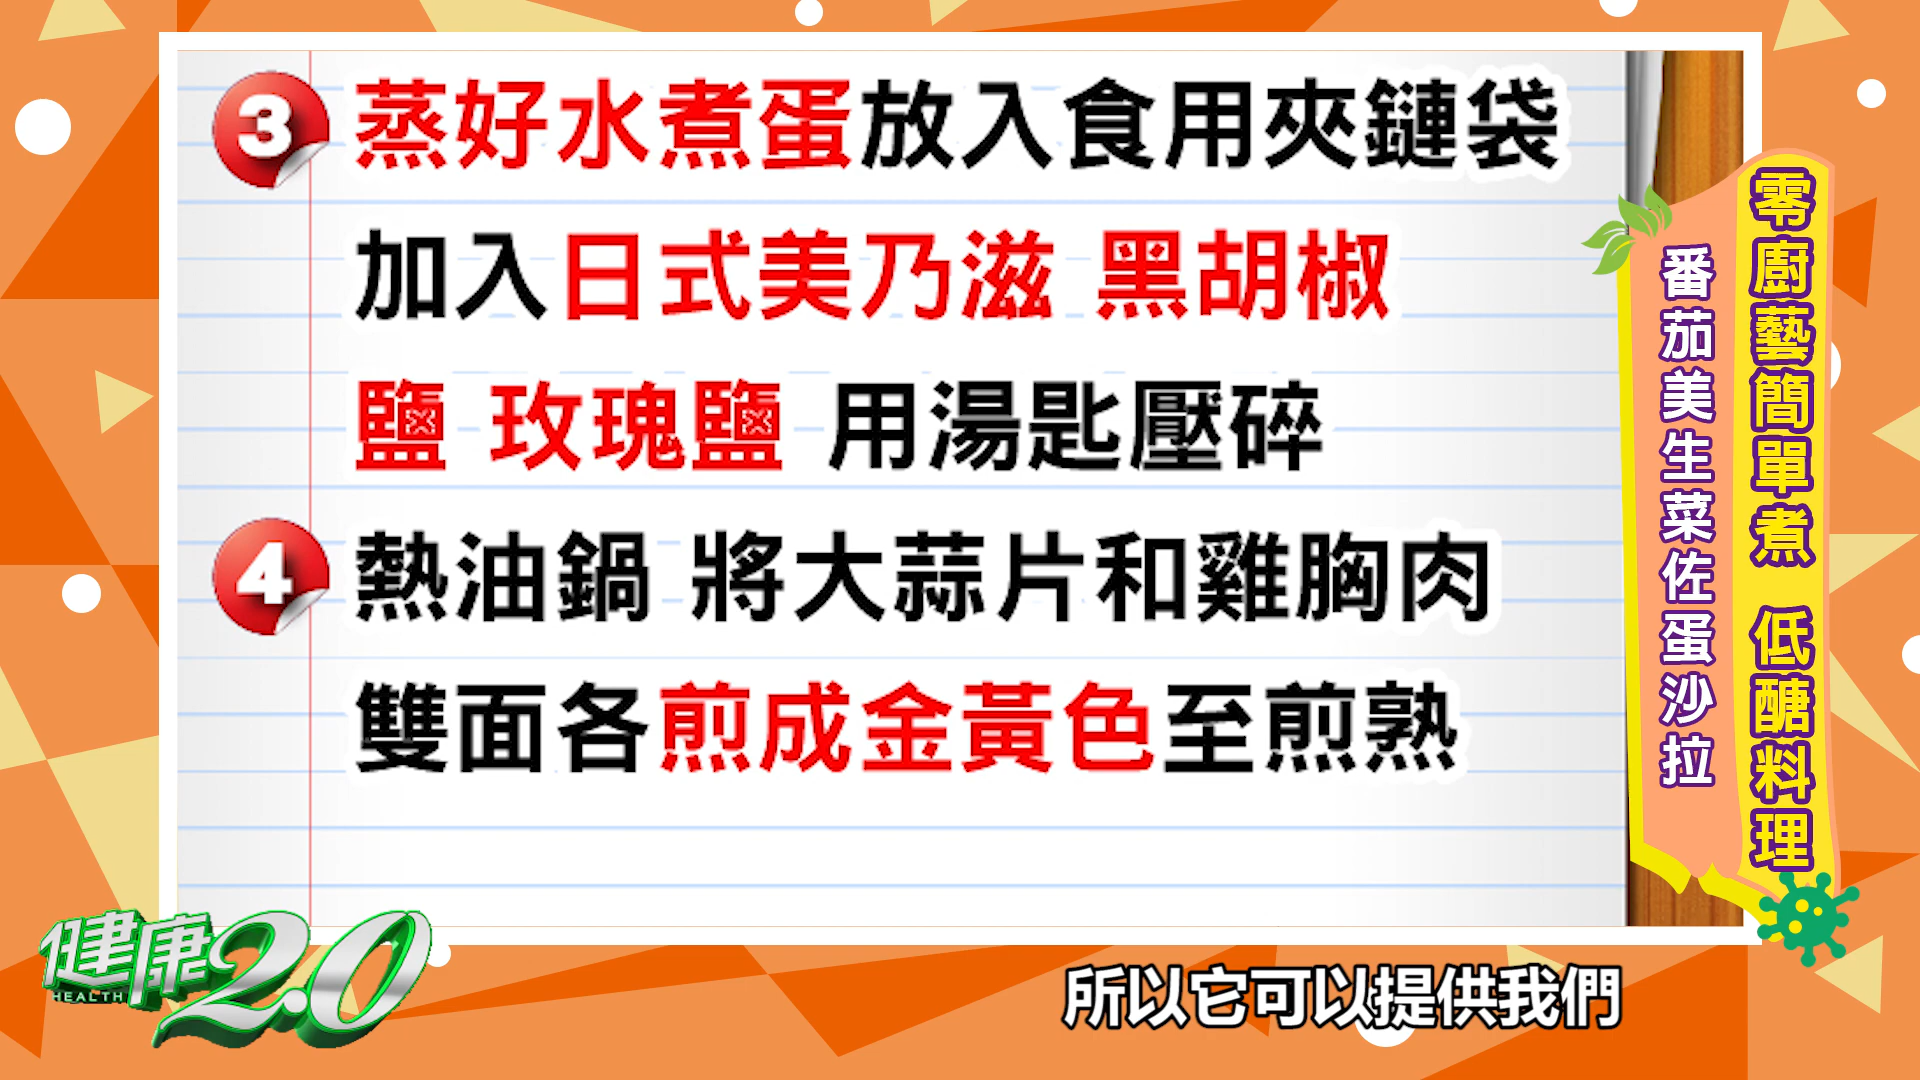 3 蒸好水煮蛋放入食用夾鏈袋
加入日式美乃滋 黑胡椒
鹽 玫瑰鹽 用湯匙壓碎
4 熱油鍋 將大蒜片和雞胸肉
雙面各煎成金黃色至煎熟
零廚藝簡單煮 低醣料理
番茄美生菜佐蛋沙拉
健康2.0
HEALTH
所以它可以提供我們